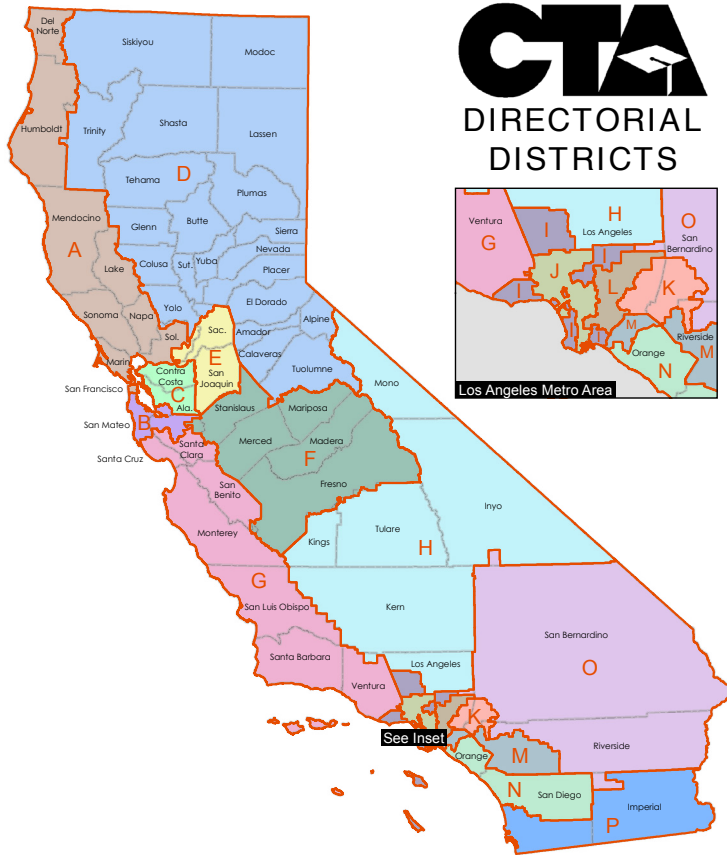 CTA
DIRECTORIAL
DISTRICTS
Del
Norte
Siskiyou
Modoc
Humboldt
Trinity
Shasta
Lassen
Tehama
D
Plumas
Mendocino
Glenn
Butte
Sierra
A
Lake
Colusa
Sut.
Yuba
Nevada
Placer
Sonoma
Napa
Yolo
El Dorado
Alpine
Sol.
Sac.
Amador
Marin
E
Calaveras
Contra
Costa
San
Joaquin
Tuolumne
Mono
San Francisco
C
Ala.
Stanislaus
Mariposa
San Mateo
B
Merced
Madera
Santa Cruz
Santa
Clara
F
Fresno
San
Benito
Inyo
Monterey
Kings
Tulare
H
G
San Luis Obispo
Kern
Santa Barbara
San Bernardino
Los Angeles
O
Ventura
K
See Inset
Orange
M
Riverside
N
San Diego
Imperial
P
Ventura
G
I
H
Los Angeles
O
San
Bernardino
I
J
I
L
K
I
I
M
Riverside
M
Orange
N
Los Angeles Metro Area